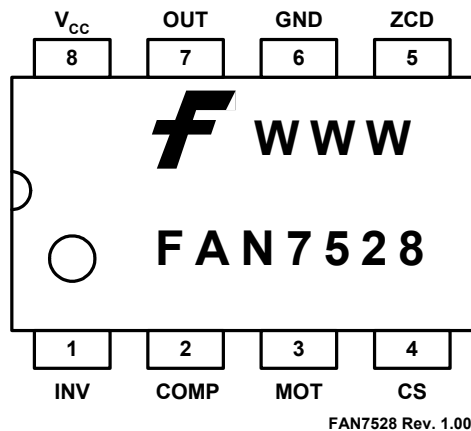 V_CC OUT GND ZCD
8 7 6 5
WWW
FAN7528
1 2 3 4
INV COMP MOT CS
FAN7528 Rev. 1.00